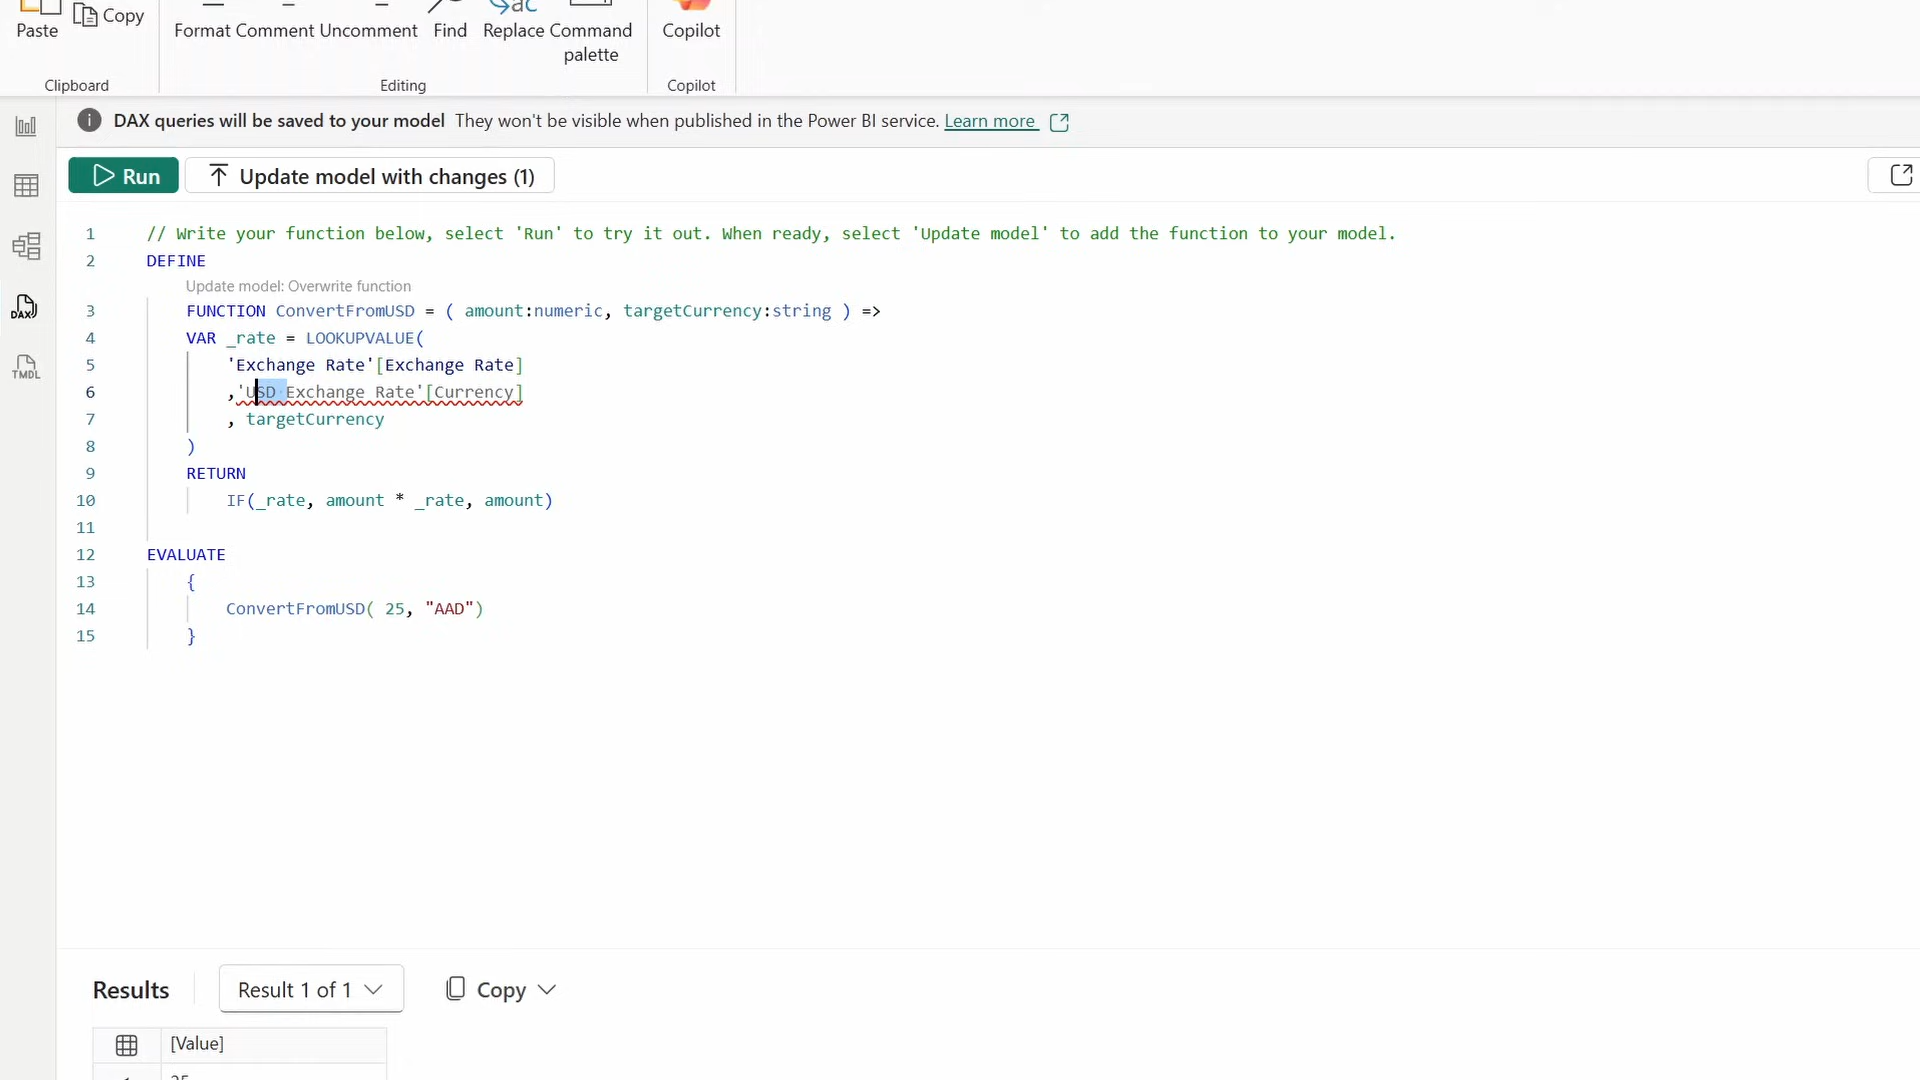 Paste
Copy
Format Comment Uncomment Find Replace Command palette
Copilot
Clipboard
Editing
Copilot
DAX queries will be saved to your model They won't be visible when published in the Power BI service. Learn more
Run
Update model with changes (1)
1 // Write your function below, select 'Run' to try it out. When ready, select 'Update model' to add the function to your model.
2 DEFINE
Update model: Overwrite function
3 FUNCTION ConvertFromUSD = ( amount:numeric, targetCurrency:string ) =>
4 VAR _rate = LOOKUPVALUE(
5 'Exchange Rate'[Exchange Rate]
6 ,'USD Exchange Rate'[Currency]
7 , targetCurrency
8 )
9 RETURN
10 IF(_rate, amount * _rate, amount)
11
12 EVALUATE
13 {
14 ConvertFromUSD( 25, "AAD")
15 }
DAX
TMDL
Results
Result 1 of 1
Copy
[Value]